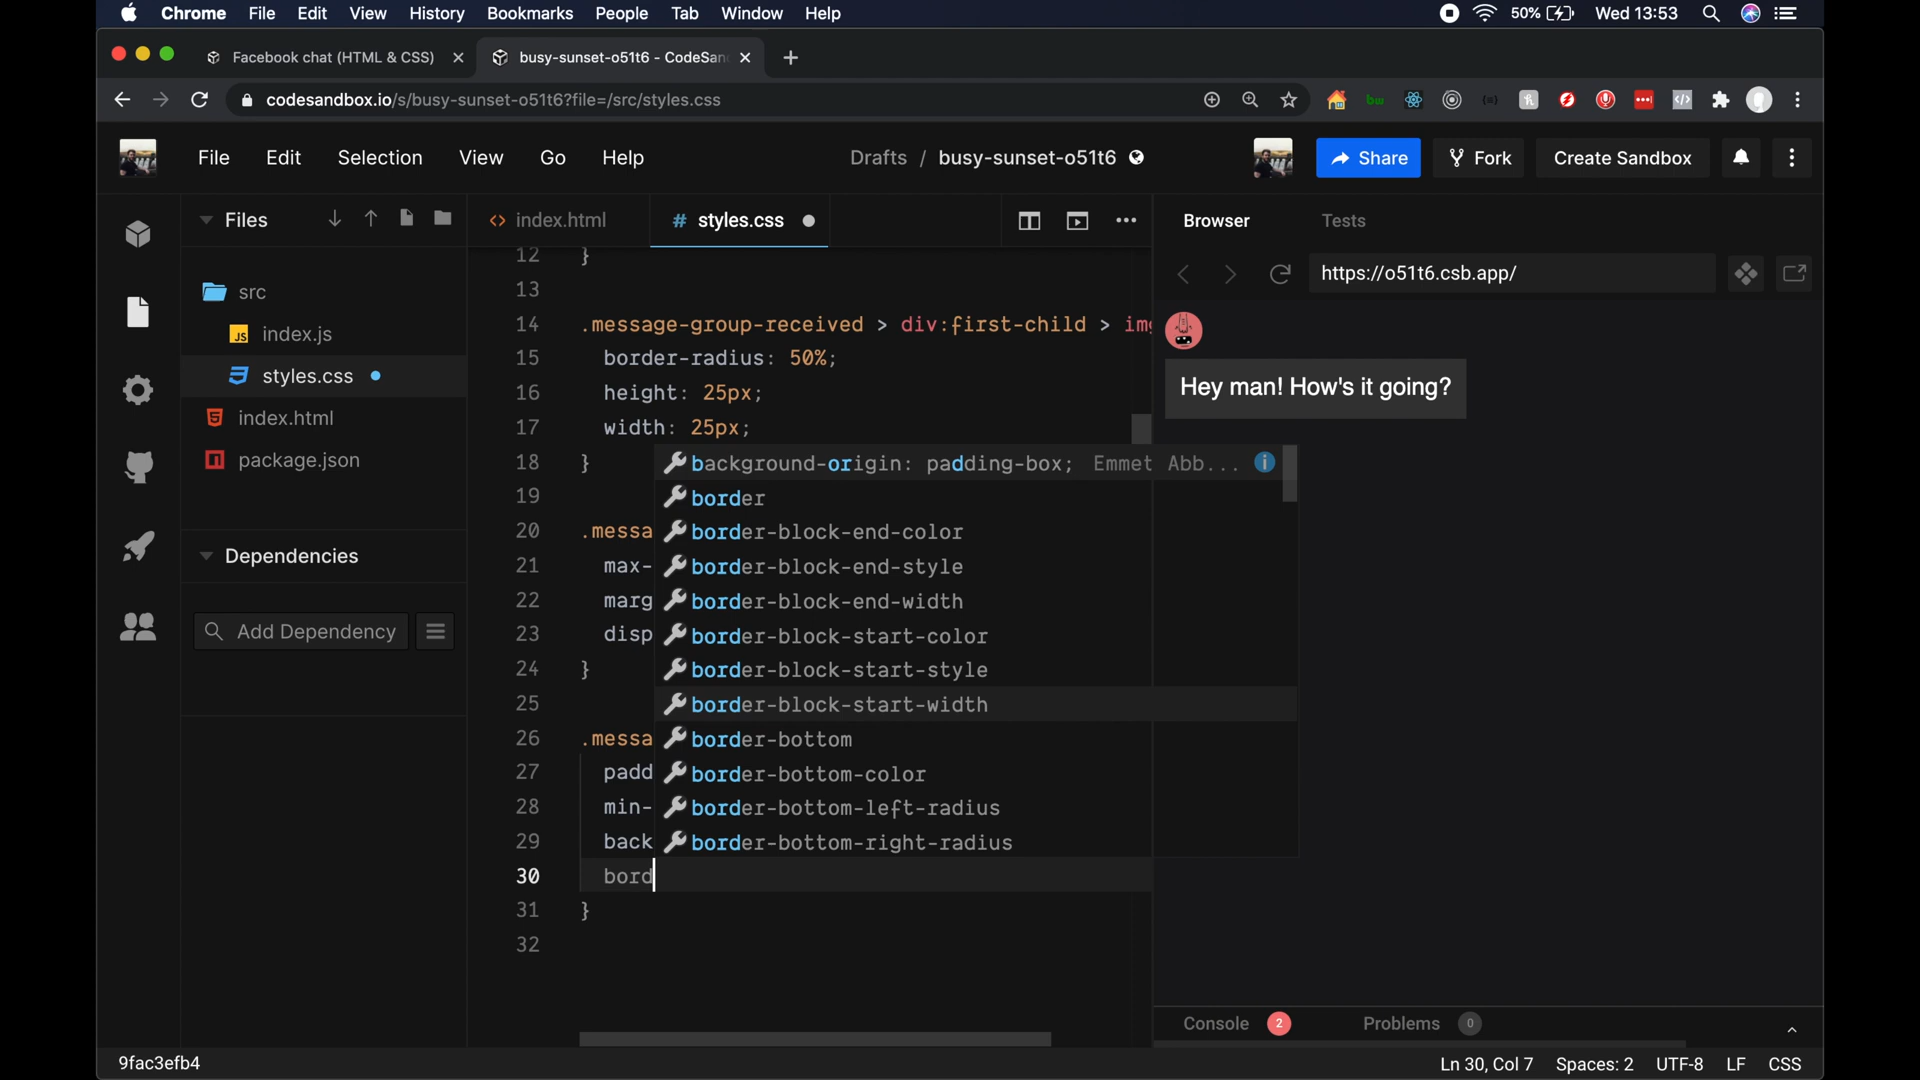 Chrome File Edit View History Bookmarks People Tab Window Help 50% Wed 13:53
Facebook chat (HTML & CSS) busy-sunset-o51t6 - CodeSan
codesandbox.io/s/busy-sunset-o51t6?file=/src/styles.css
File Edit Selection View Go Help Drafts / busy-sunset-o51t6 Share Fork Create Sandbox
Files index.html # styles.css Browser Tests
https://o51t6.csb.app/
src
index.js
styles.css
index.html
package.json
Dependencies
Add Dependency
12 }
13
14 .message-group-received > div:first-child > img
15 border-radius: 50%;
16 height: 25px;
17 width: 25px;
18 }
19
20 .messa
21 max-
22 marg
23 disp
24 }
25
26 .messa
27 padd
28 min-
29 back
30 bord
31 }
32
background-origin: padding-box; Emmet Abb...
border
border-block-end-color
border-block-end-style
border-block-end-width
border-block-start-color
border-block-start-style
border-block-start-width
border-bottom
border-bottom-color
border-bottom-left-radius
border-bottom-right-radius
Hey man! How's it going?
Console 2 Problems 0
9fac3efb4 Ln 30, Col 7 Spaces: 2 UTF-8 LF CSS